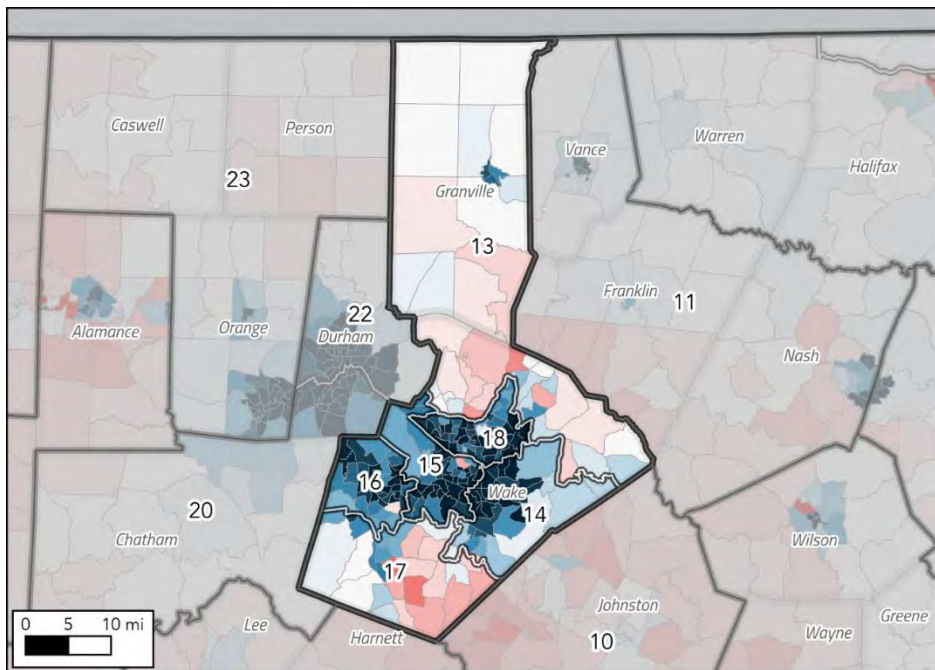 Caswell
Person
Vance
Warren
Halifax
23
Granville
13
Franklin
11
Alamance
Orange
22
Durham
Nash
18
15
16
Wake
14
20
Chatham
Wilson
17
0 5 10 mi
Lee
Harnett
Johnston
10
Wayne
Greene